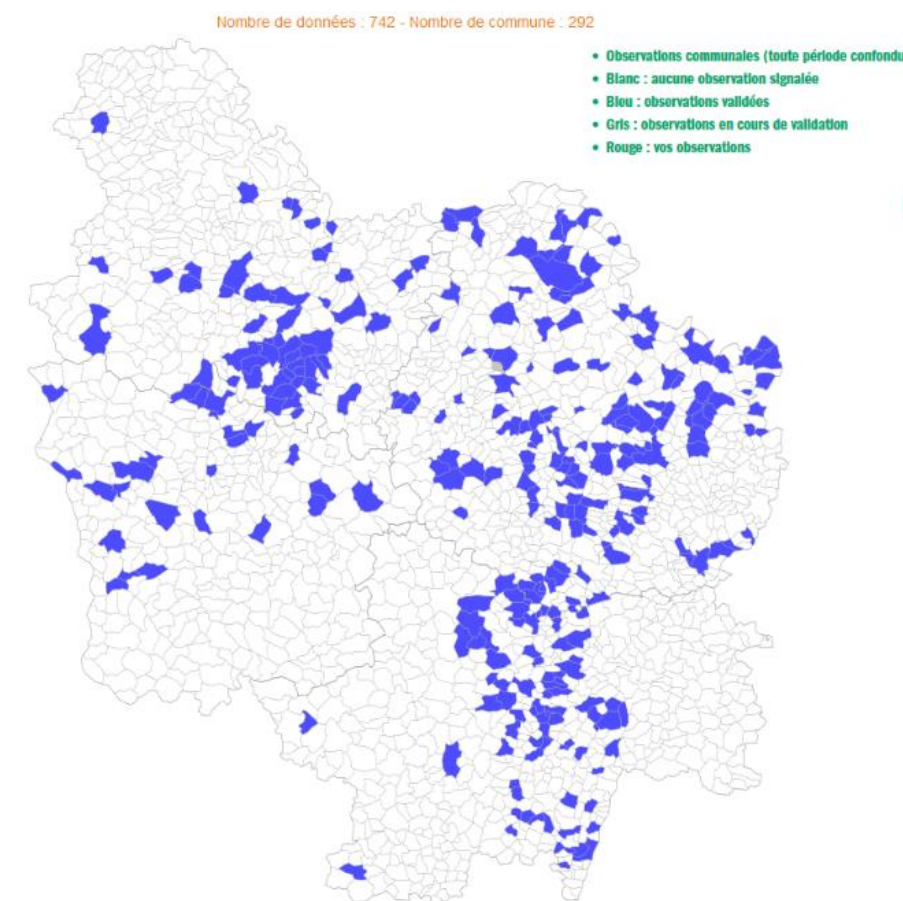 Nombre de données : 742 - Nombre de commune : 292
• Observations communales (toute période confondu
• Blanc : aucune observation signalée
• Bleu : observations validées
• Gris : observations en cours de validation
• Rouge : vos observations